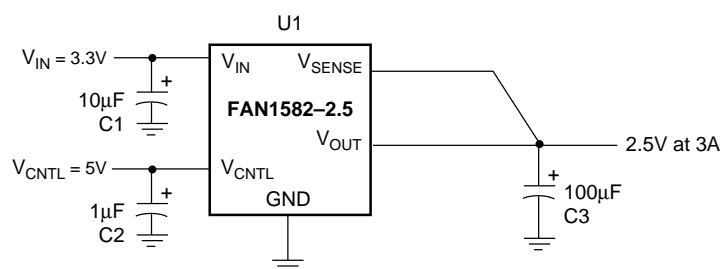 U1
V_IN = 3.3V
V_IN
V_SENSE
10μF
C1
FAN1582–2.5
V_OUT
2.5V at 3A
V_CNTL = 5V
V_CNTL
GND
1μF
C2
100μF
C3
+
+
+